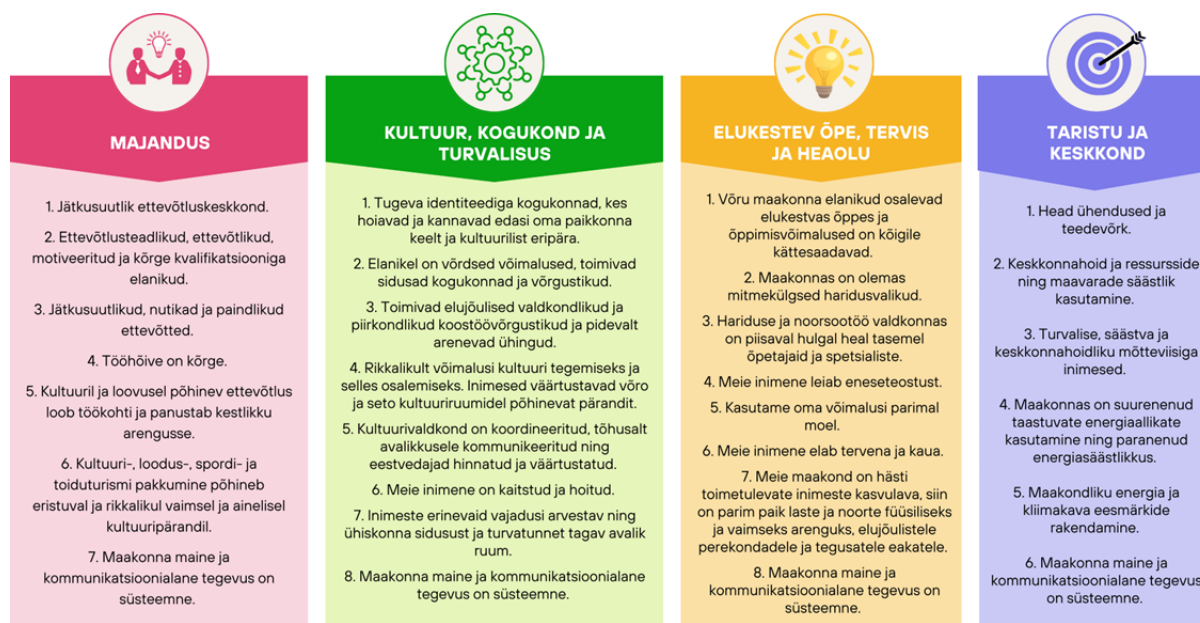 MAJANDUS
1. Jätkusuutlik ettevõtluskeskkond.
2. Ettevõtlusteadlikud, ettevõtlikud,
motiveeritud ja kõrge kvalifikatsiooniga
elanikud.
3. Jätkusuutlikud, nutikad ja paindlikud
ettevõtted.
4. Tööhõive on kõrge.
5. Kultuuril ja loovusel põhinev ettevõtlus
loob töökohti ja panustab kestlikku
arengusse.
6. Kultuuri-, loodus-, spordi- ja
toiduturismi pakkumine põhineb
eristuval ja rikkalikul vaimsel ja ainelisel
kultuuripärandil.
7. Maakonna maine ja
kommunikatsioonialane tegevus on
süsteemne.
KULTUUR, KOGUKOND JA
TURVALISUS
1. Tugeva identiteediga kogukonnad, kes
hoiavad ja kannavad edasi oma paikkonna
keelt ja kultuurilist eripära.
2. Elanikel on võrdsed võimalused, toimivad
sidusad kogukonnad ja võrgustikud.
3. Toimivad elujõulised valdkondlikud ja
piirkondlikud koostöövõrgustikud ja pidevalt
arenevad ühingud.
4. Rikkalikult võimalusi kultuuri tegemiseks ja
selles osalemiseks. Inimesed väärtustavad võro
ja seto kultuuriruumidel põhinevat pärandit.
5. Kultuurivaldkond on koordineeritud, tõhusalt
avalikkusele kommunikeeritud ning
eestvedajad hinnatud ja väärtustatud.
6. Meie inimene on kaitstud ja hoitud.
7. Inimeste erinevaid vajadusi arvestav ning
ühiskonna sidusust ja turvatunnet tagav avalik
ruum.
8. Maakonna maine ja kommunikatsioonialane
tegevus on süsteemne.
ELUKESTEV ÕPE, TERVIS
JA HEAOLU
1. Võru maakonna elanikud osalevad
elukestvas õppes ja
õppimisvõimalused on kõigile
kättesaadavad.
2. Maakonnas on olemas
mitmekülgsed haridusvalikud.
3. Hariduse ja noorsootöö valdkonnas
on piisaval hulgal heal tasemel
õpetajaid ja spetsialiste.
4. Meie inimene leiab eneseteostust.
5. Kasutame oma võimalusi parimal
moel.
6. Meie inimene elab tervena ja kaua.
7. Meie maakond on hästi
toimetulevate inimeste kasvulava, siin
on parim paik laste ja noorte füüsiliseks
ja vaimseks arenguks, elujõulistele
perekondadele ja tegusatele eakatele.
8. Maakonna maine ja
kommunikatsioonialane tegevus on
süsteemne.
TARISTU JA
KESKKOND
1. Head ühendused ja
teedevõrk.
2. Keskkonnahoid ja ressursside
ning maavarade säästlik
kasutamine.
3. Turvalise, säästva ja
keskkonnahoidliku mõtteviisiga
inimesed.
4. Maakonnas on suurenenud
taastuvate energiaallikate
kasutamine ning paranenud
energiasäästlikkus.
5. Maakondliku energia ja
kliimakava eesmärkide
rakendamine.
6. Maakonna maine ja
kommunikatsioonialane tegevus
on süsteemne.